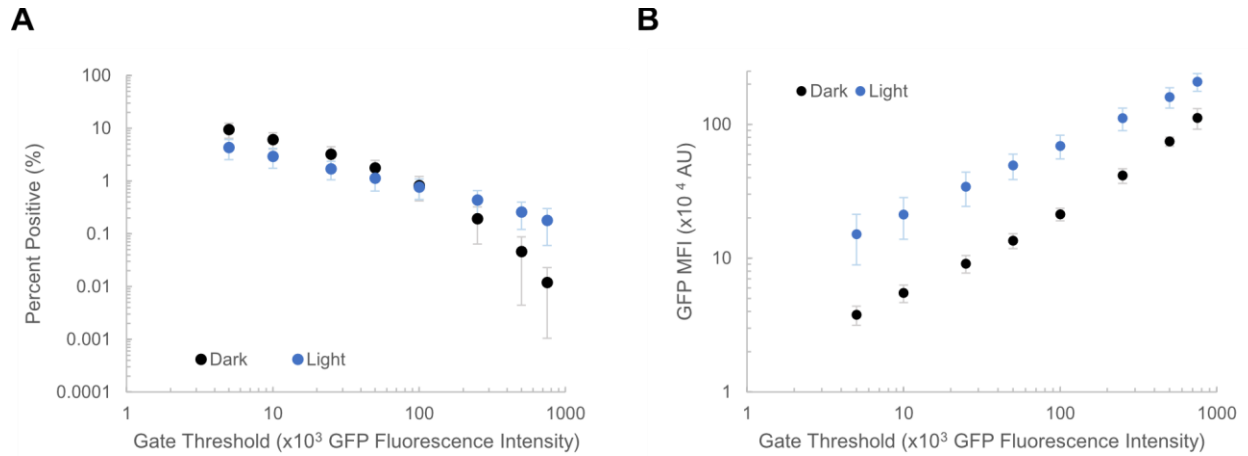 A
B
100
10
1
0.1
0.01
0.001
0.0001
Percent Positive (%)
Dark Light
1 10 100 1000
Gate Threshold (x10³ GFP Fluorescence Intensity)
100
10
1
GFP MFI (x10 ⁴ AU)
Dark Light
1 10 100 1000
Gate Threshold (x10³ GFP Fluorescence Intensity)